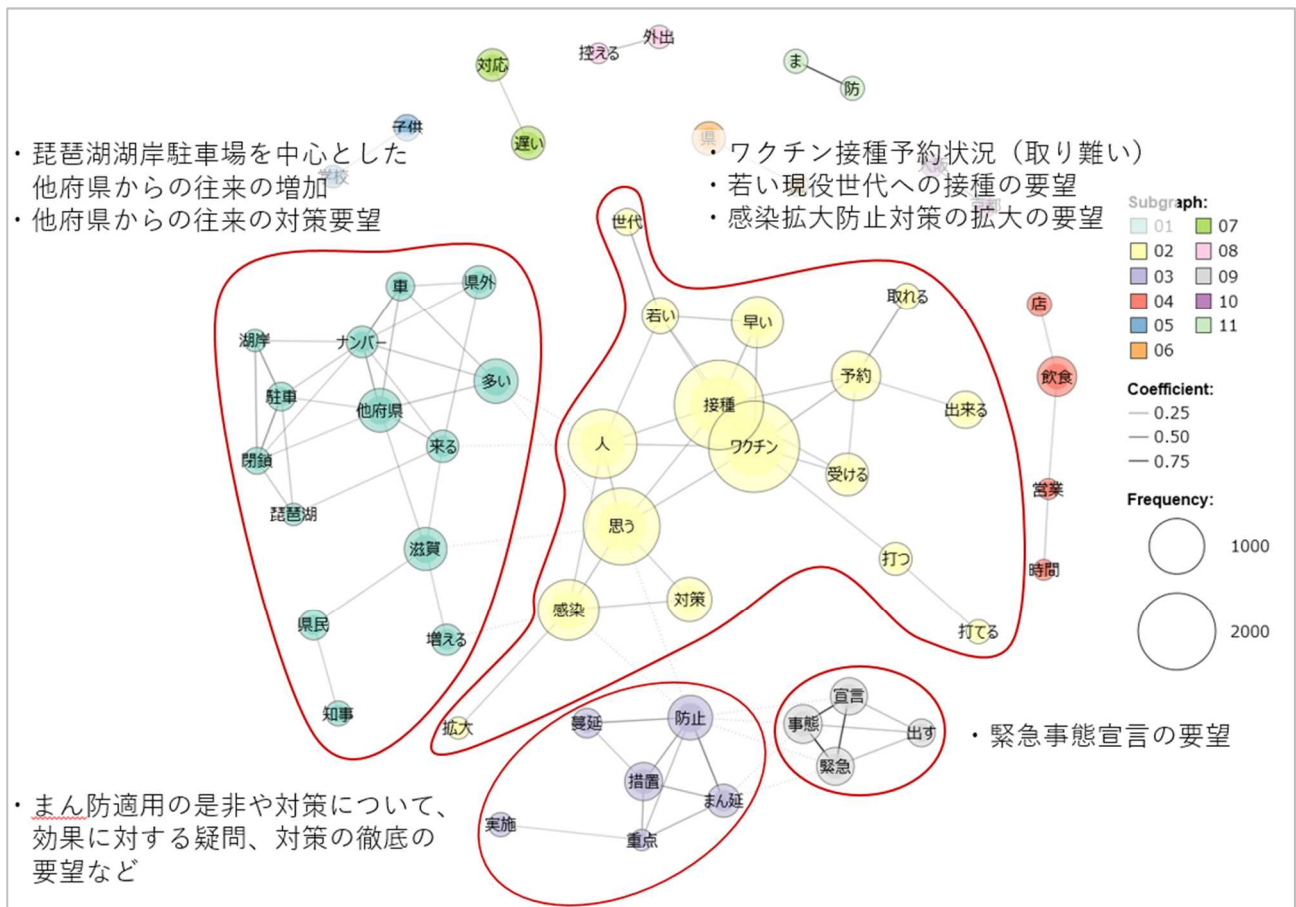 控える
外出
対応
ま
防
遅い
子供
学校
県
・琵琶湖湖岸駐車場を中心とした
他府県からの往来の増加
・他府県からの往来の対策要望
・ワクチン接種予約状況（取り難い）
・若い現役世代への接種の要望
・感染拡大防止対策の拡大の要望
京都
Subgraph:
01
02
03
04
05
06
07
08
09
10
11
Coefficient:
0.25
0.50
0.75
Frequency:
1000
2000
車
県外
湖岸
ナンバー
駐車
他府県
多い
閉鎖
来る
琵琶湖
滋賀
県民
増える
知事
世代
若い
早い
取れる
接種
予約
出来る
人
ワクチン
受ける
思う
打つ
感染
対策
打てる
拡大
店
飲食
営業
時間
蔓延
防止
措置
まん延
実施
重点
宣言
事態
出す
緊急
・緊急事態宣言の要望
・まん防適用の是非や対策について、
効果に対する疑問、対策の徹底の
要望など